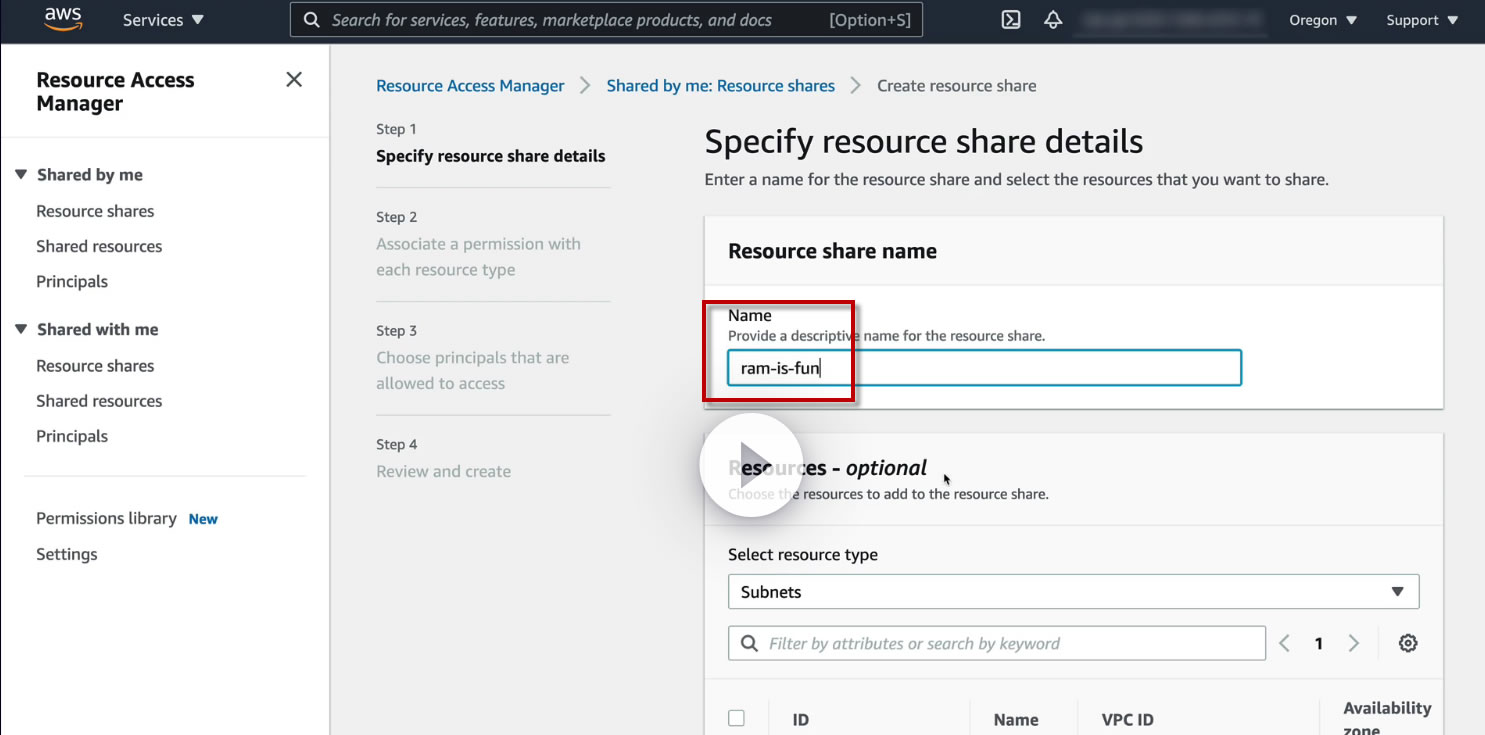 aws
Services
Search for services, features, marketplace products, and docs [Option+S]
Oregon
Support
Resource Access
Manager
Shared by me
Resource shares
Shared resources
Principals
Shared with me
Resource shares
Shared resources
Principals
Permissions library New
Settings
Resource Access Manager > Shared by me: Resource shares > Create resource share
Step 1
Specify resource share details
Step 2
Associate a permission with
each resource type
Step 3
Choose principals that are
allowed to access
Step 4
Review and create
Specify resource share details
Enter a name for the resource share and select the resources that you want to share.
Resource share name
Name
Provide a descriptive name for the resource share.
ram-is-fun
Resources - optional
Choose the resources to add to the resource share.
Select resource type
Subnets
Filter by attributes or search by keyword
1
ID
Name
VPC ID
Availability
zone